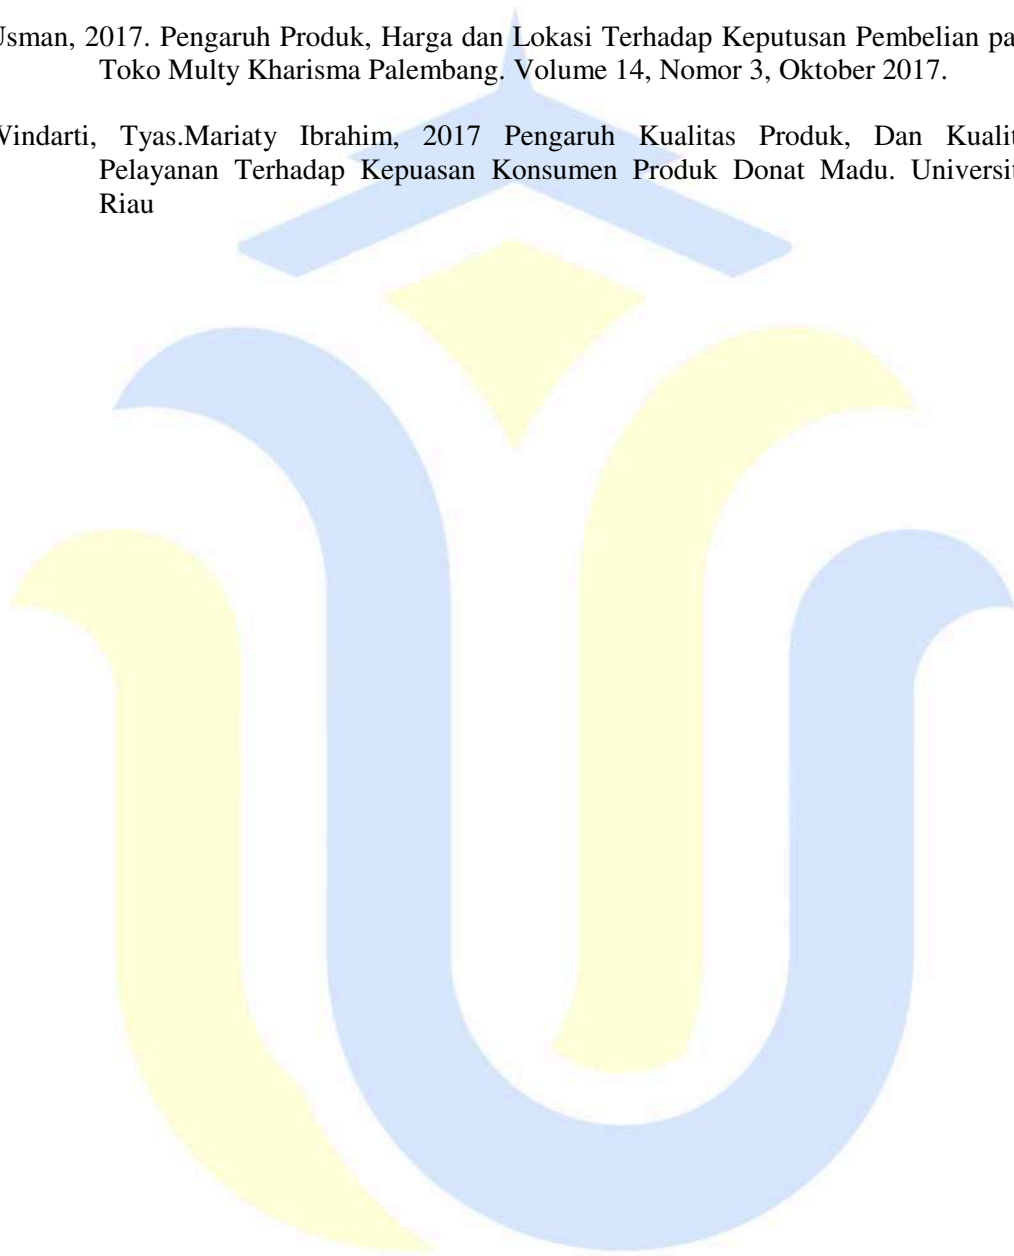 Usman, 2017. Pengaruh Produk, Harga dan Lokasi Terhadap Keputusan Pembelian pa
Toko Multy Kharisma Palembang. Volume 14, Nomor 3, Oktober 2017.
Windarti, Tyas.Mariaty Ibrahim, 2017 Pengaruh Kualitas Produk, Dan Kualit
Pelayanan Terhadap Kepuasan Konsumen Produk Donat Madu. Universit
Riau